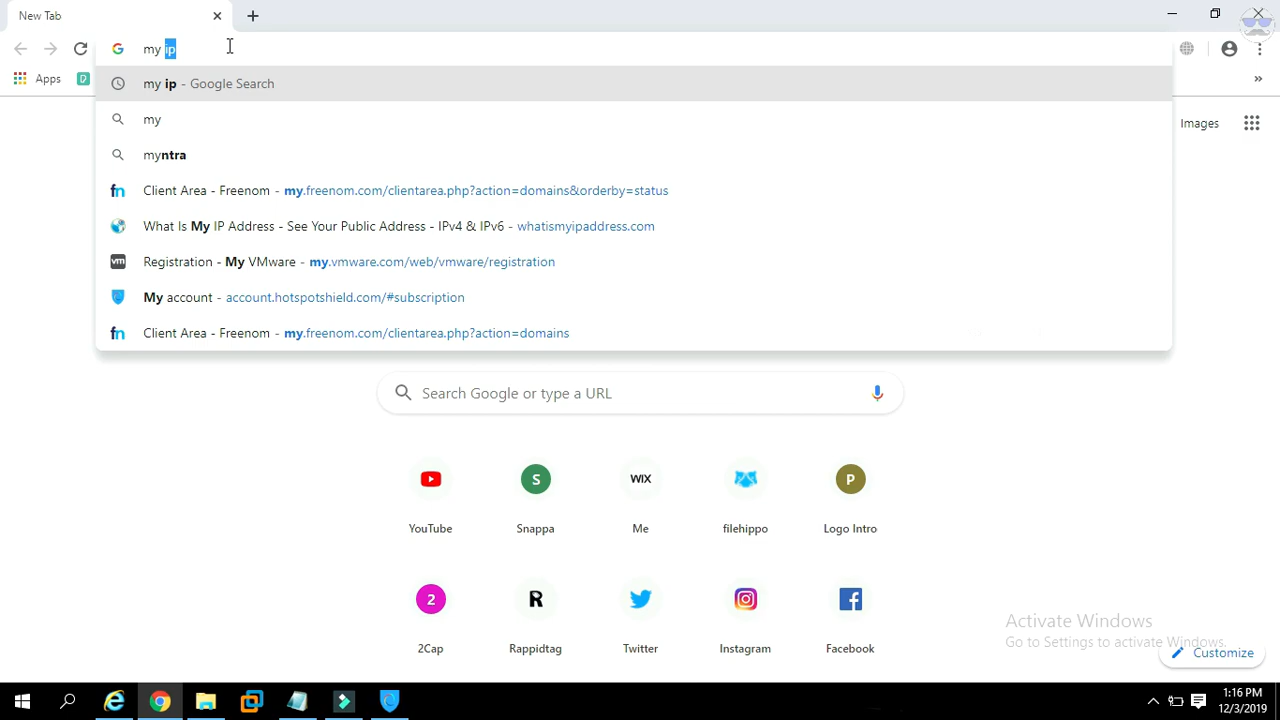 New Tab
my ip
Apps
»
my ip - Google Search
my
myntra
Client Area - Freenom - my.freenom.com/clientarea.php?action=domains&orderby=status
What Is My IP Address - See Your Public Address - IPv4 & IPv6 - whatismyipaddress.com
Registration - My VMware - my.vmware.com/web/vmware/registration
My account - account.hotspotshield.com/#subscription
Client Area - Freenom - my.freenom.com/clientarea.php?action=domains
Images
Search Google or type a URL
S
WIX
P
YouTube
Snappa
Me
filehippo
Logo Intro
2
R
2Cap
Rappidtag
Twitter
Instagram
Facebook
Activate Windows
Go to Settings to activate Windows.
Customize
1:16 PM
12/3/2019